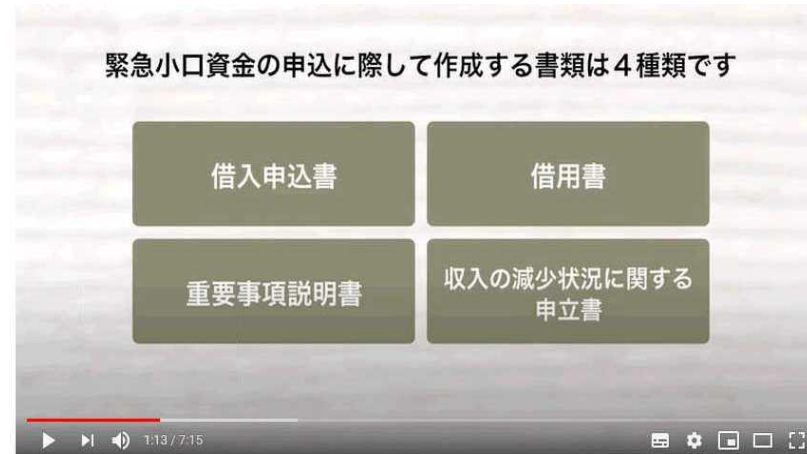 緊急小口資金の申込に際して作成する書類は4種類です
借入申込書
借用書
重要事項説明書
収入の減少状況に関する
申立書
1:13 / 7:15